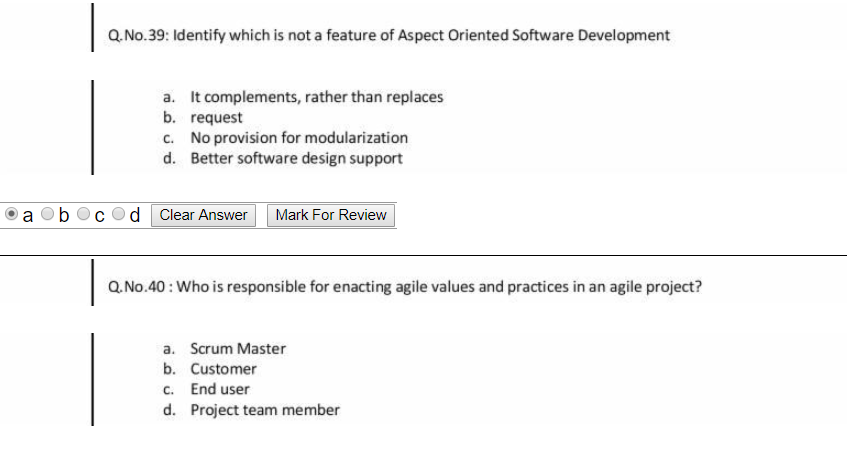 Q.No.39: Identify which is not a feature of Aspect Oriented Software Development
a. It complements, rather than replaces
b. request
c. No provision for modularization
d. Better software design support
a b c d Clear Answer Mark For Review
Q.No.40 : Who is responsible for enacting agile values and practices in an agile project?
a. Scrum Master
b. Customer
c. End user
d. Project team member